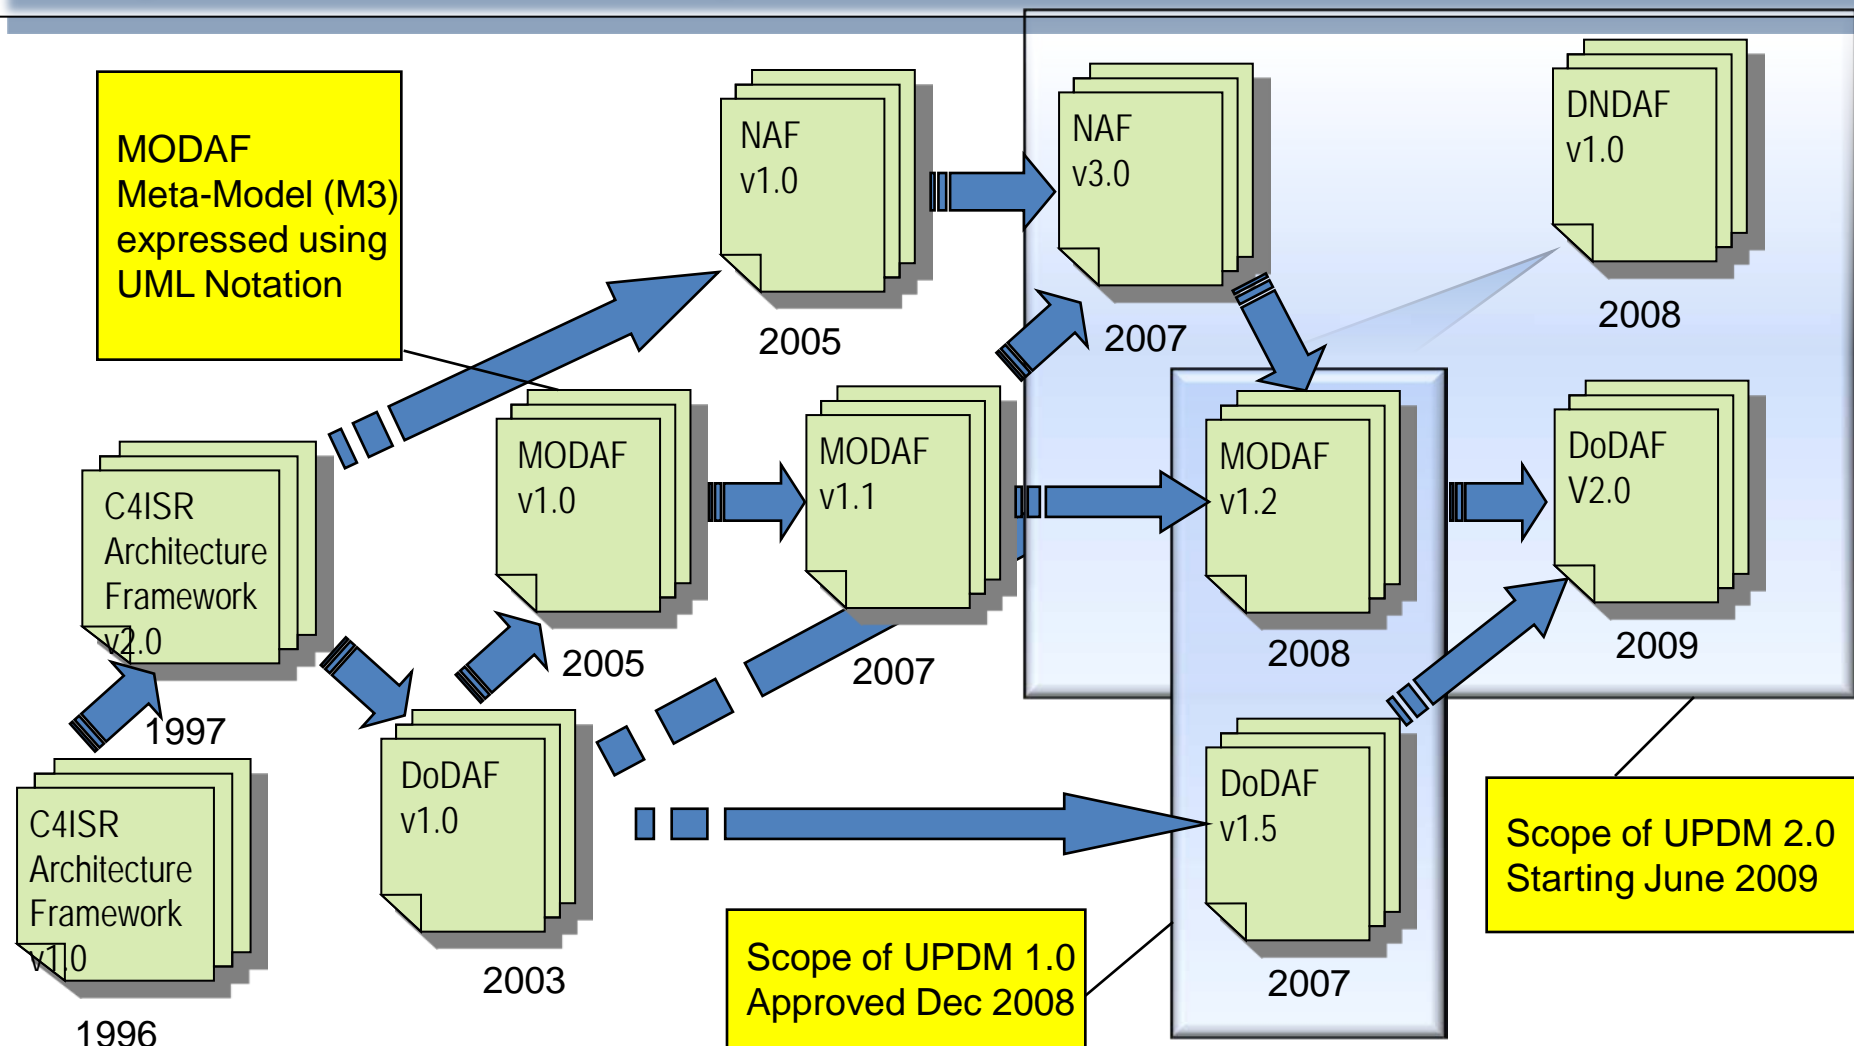 MODAF
Meta-Model (M3)
expressed using
UML Notation
NAF
v1.0
2005
NAF
v3.0
2007
DNDAF
v1.0
2008
C4ISR
Architecture
Framework
v2.0
1997
MODAF
v1.0
2005
MODAF
v1.1
2007
MODAF
v1.2
2008
DoDAF
V2.0
2009
C4ISR
Architecture
Framework
v1.0
1996
DoDAF
v1.0
2003
DoDAF
v1.5
2007
Scope of UPDM 1.0
Approved Dec 2008
Scope of UPDM 2.0
Starting June 2009